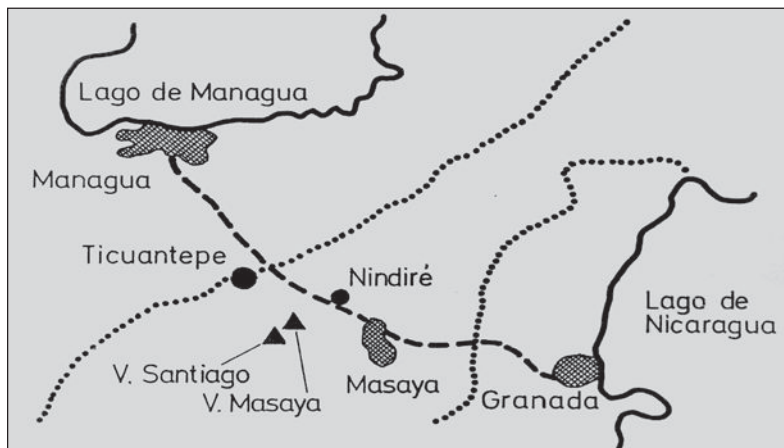 Lago de Managua
Managua
Ticuantepe
Nindiré
Lago de
Nicaragua
V. Santiago
Masaya
V. Masaya
Granada